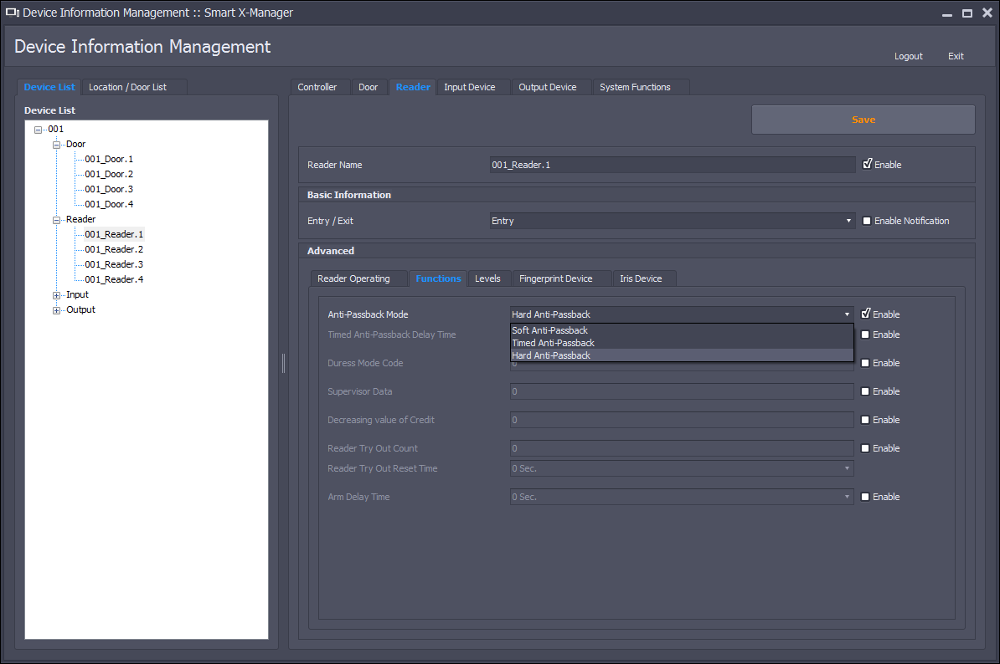 Device Information Management :: Smart X-Manager
Device Information Management
Logout Exit
Device List Location / Door List
Device List
001
Door
001_Door.1
001_Door.2
001_Door.3
001_Door.4
Reader
001_Reader.1
001_Reader.2
001_Reader.3
001_Reader.4
Input
Output
Controller Door Reader Input Device Output Device System Functions
Save
Reader Name 001_Reader.1 Enable
Basic Information
Entry / Exit Entry Enable Notification
Advanced
Reader Operating Functions Levels Fingerprint Device Iris Device
Anti-Passback Mode Hard Anti-Passback Enable
Soft Anti-Passback
Timed Anti-Passback Delay Time Enable
Timed Anti-Passback
Hard Anti-Passback
Duress Mode Code 0 Enable
Supervisor Data 0 Enable
Decreasing value of Credit 0 Enable
Reader Try Out Count 0 Enable
Reader Try Out Reset Time 0 Sec.
Arm Delay Time 0 Sec. Enable